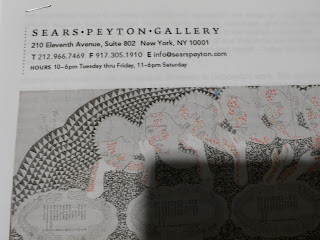 SEARS•PEYTON•GALLERY
210 Eleventh Avenue, Suite 802 New York, NY 10001
T 212.966.7469 F 917.305.1910 E info@searspeyton.com
HOURS 10–6pm Tuesday thru Friday, 11–6pm Saturday